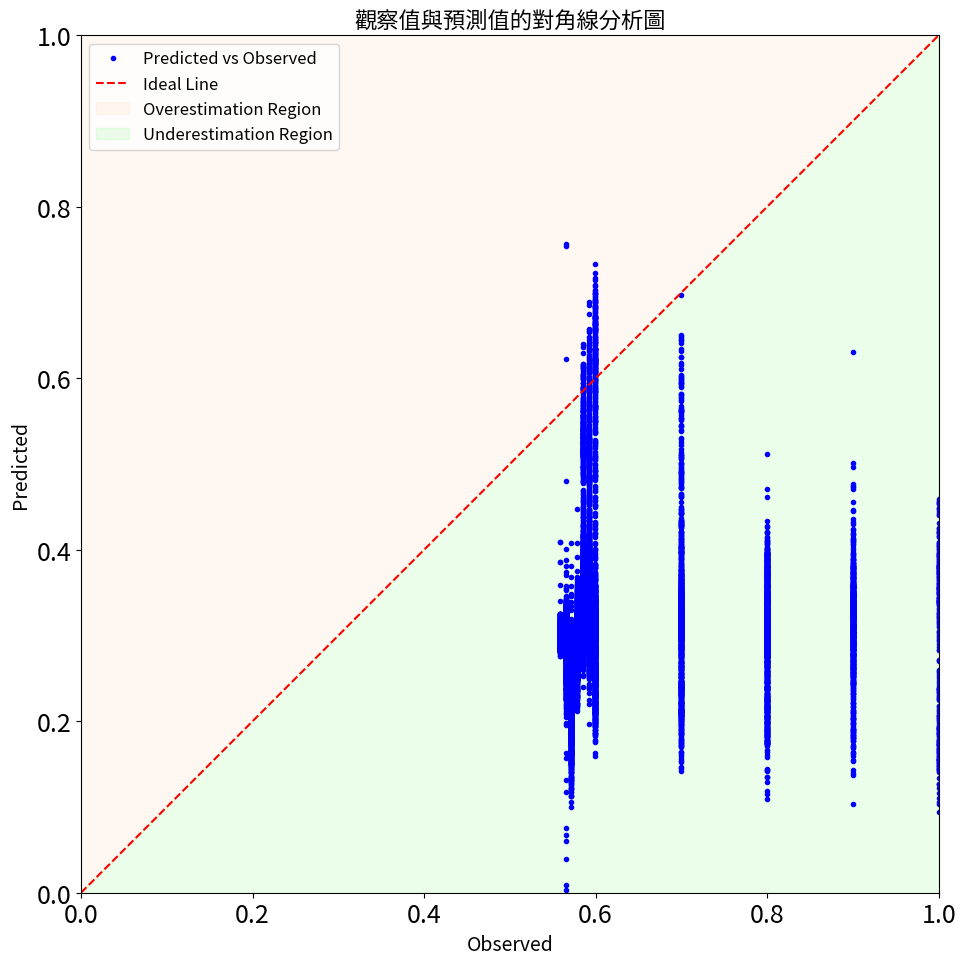 觀察值與預測值的對角線分析圖
1.0
Predicted vs Observed
Ideal Line
Overestimation Region
Underestimation Region
0.8
0.6
0.4
0.2
0.0
Predicted
0.0 0.2 0.4 0.6 0.8 1.0
Observed